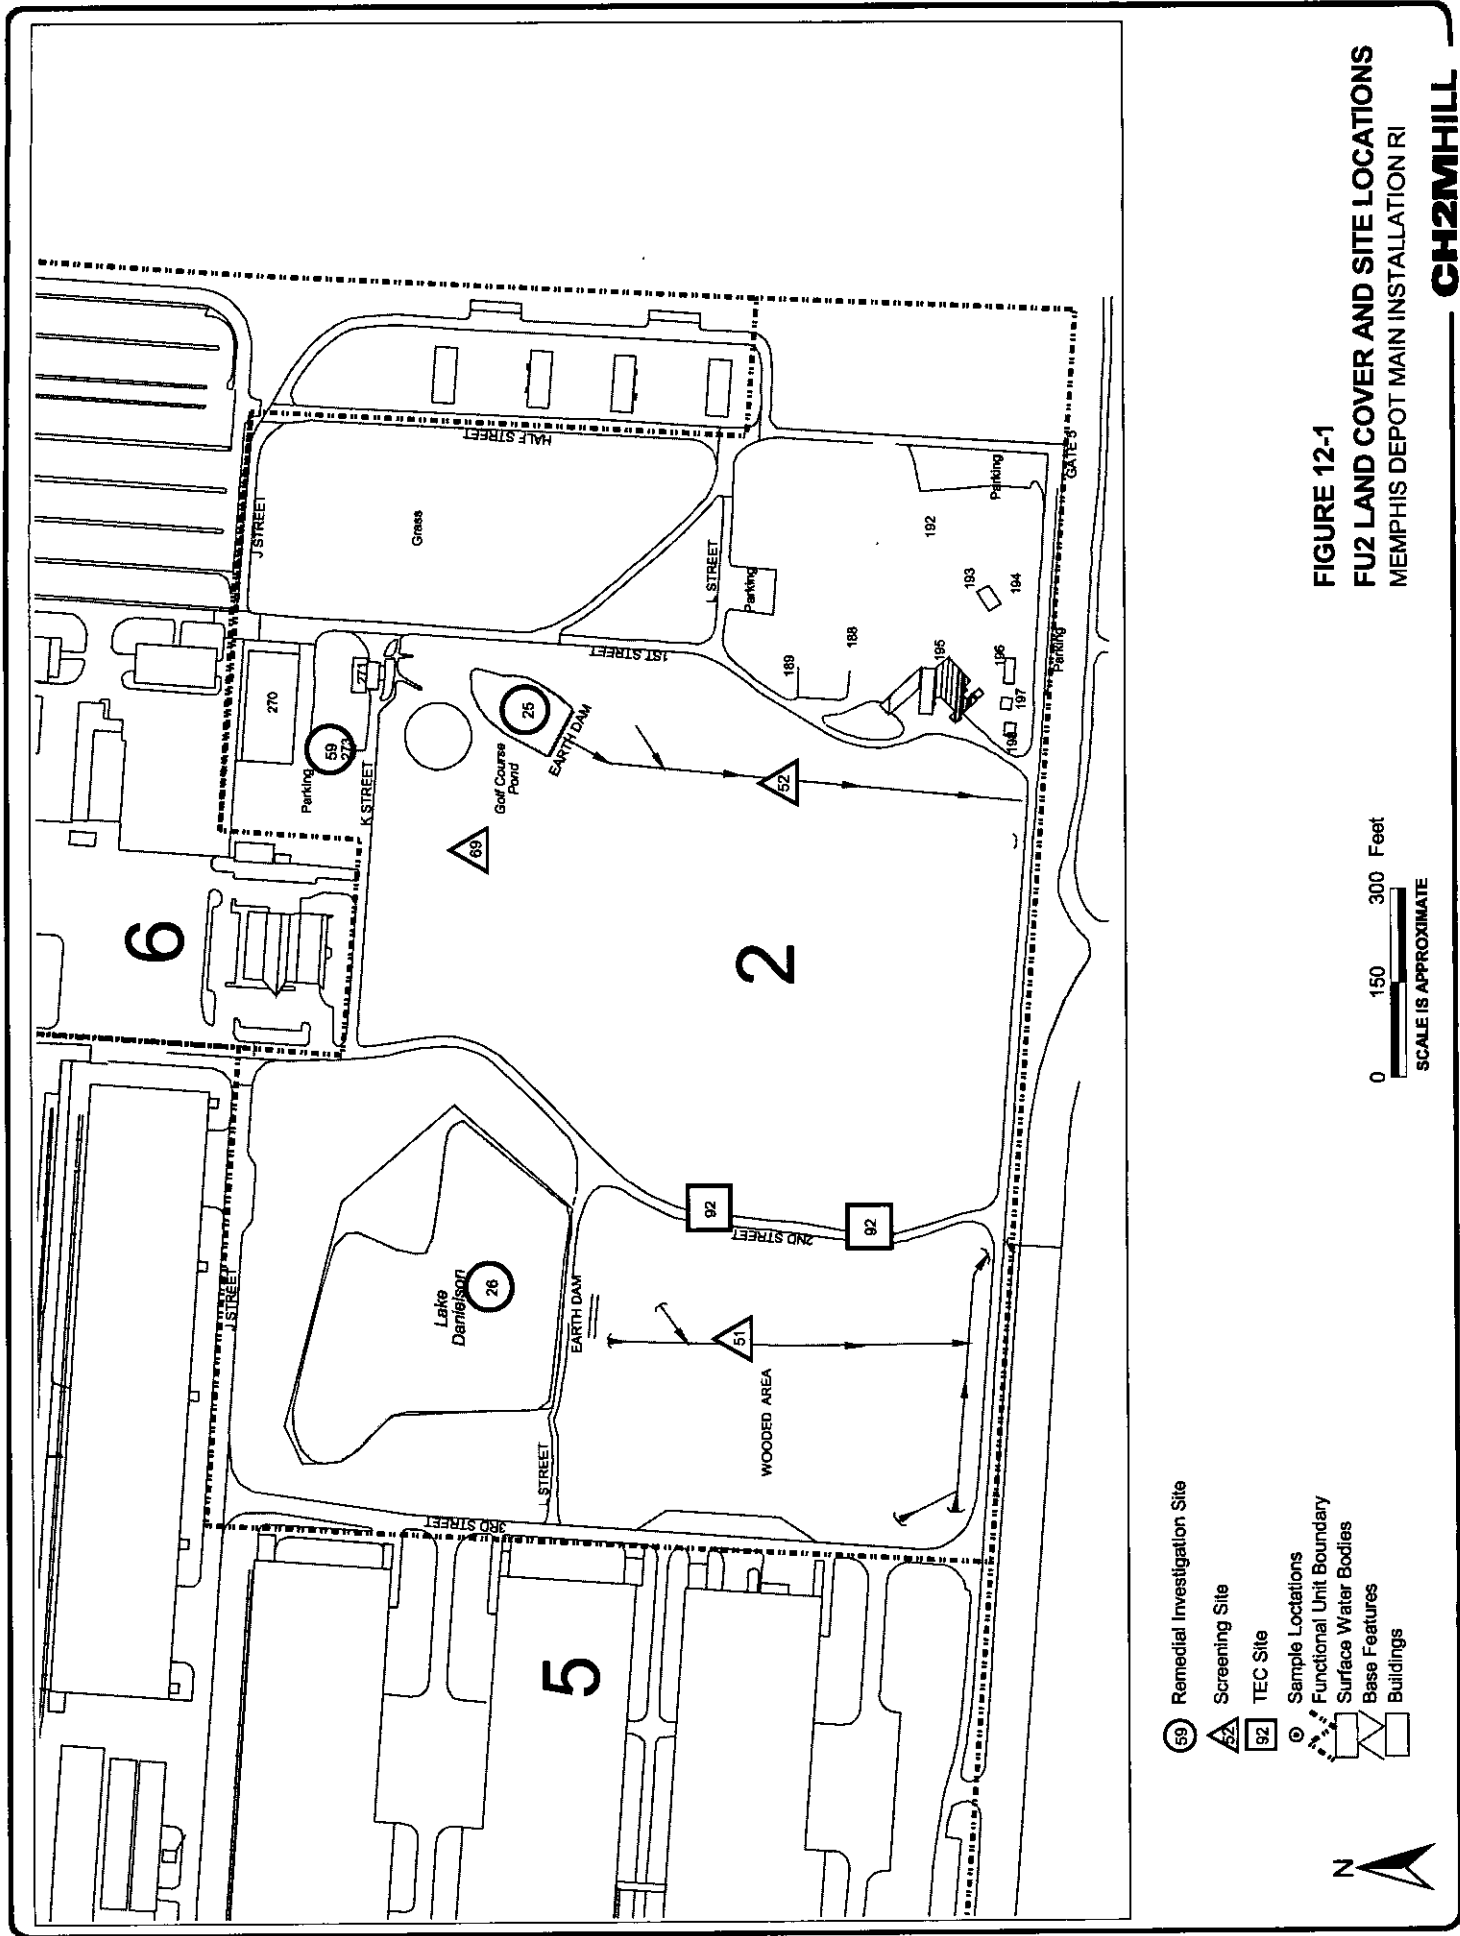 6
2
5
J STREET
J STREET
HALF STREET
Grass
L STREET
Parking
1ST STREET
270
271
59
273
Parking
K STREET
25
EARTH DAM
Golf Course
Pond
69
52
192
Parking
GATE 5
193
194
188
189
195
196
197
198
Parking
Lake
Danielson
26
EARTH DAM
92
2ND STREET
92
51
WOODED AREA
L STREET
3RD STREET
N
59 Remedial Investigation Site
52 Screening Site
92 TEC Site
Sample Loctations
Functional Unit Boundary
Surface Water Bodies
Base Features
Buildings
0 150 300 Feet
SCALE IS APPROXIMATE
FIGURE 12-1
FU2 LAND COVER AND SITE LOCATIONS
MEMPHIS DEPOT MAIN INSTALLATION RI
CH2MHILL